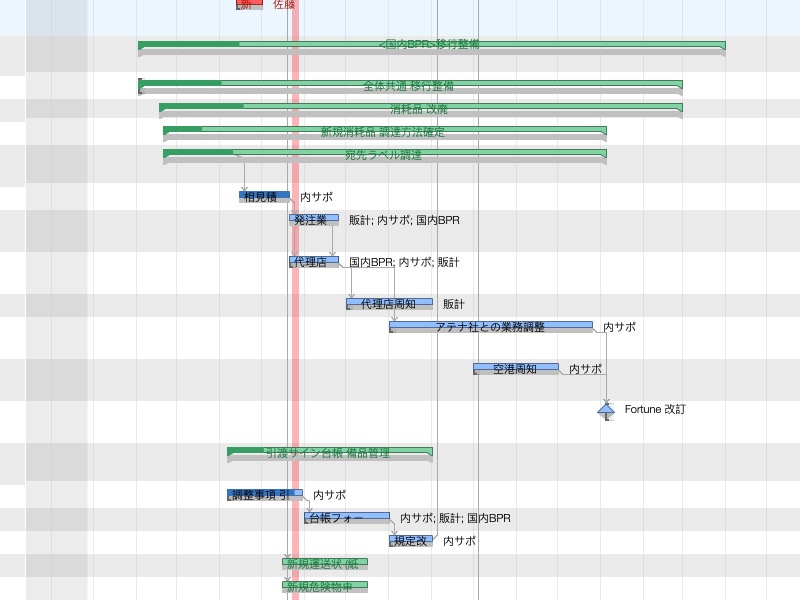 新 佐藤
<国内BPR>移行整備
全体共通 移行整備
消耗品 改廃
新規消耗品 調達方法確定
宛先ラベル調達
相見積 内サポ
発注業 販計; 内サポ; 国内BPR
代理店 国内BPR; 内サポ; 販計
代理店周知 販計
アテナ社との業務調整 内サポ
空港周知 内サポ
Fortune 改訂
引渡サイン台帳 備品管理
調整事項 引 内サポ
台帳フォー 内サポ; 販計; 国内BPR
規定改 内サポ
新規運送状 (紙
新規危険物申